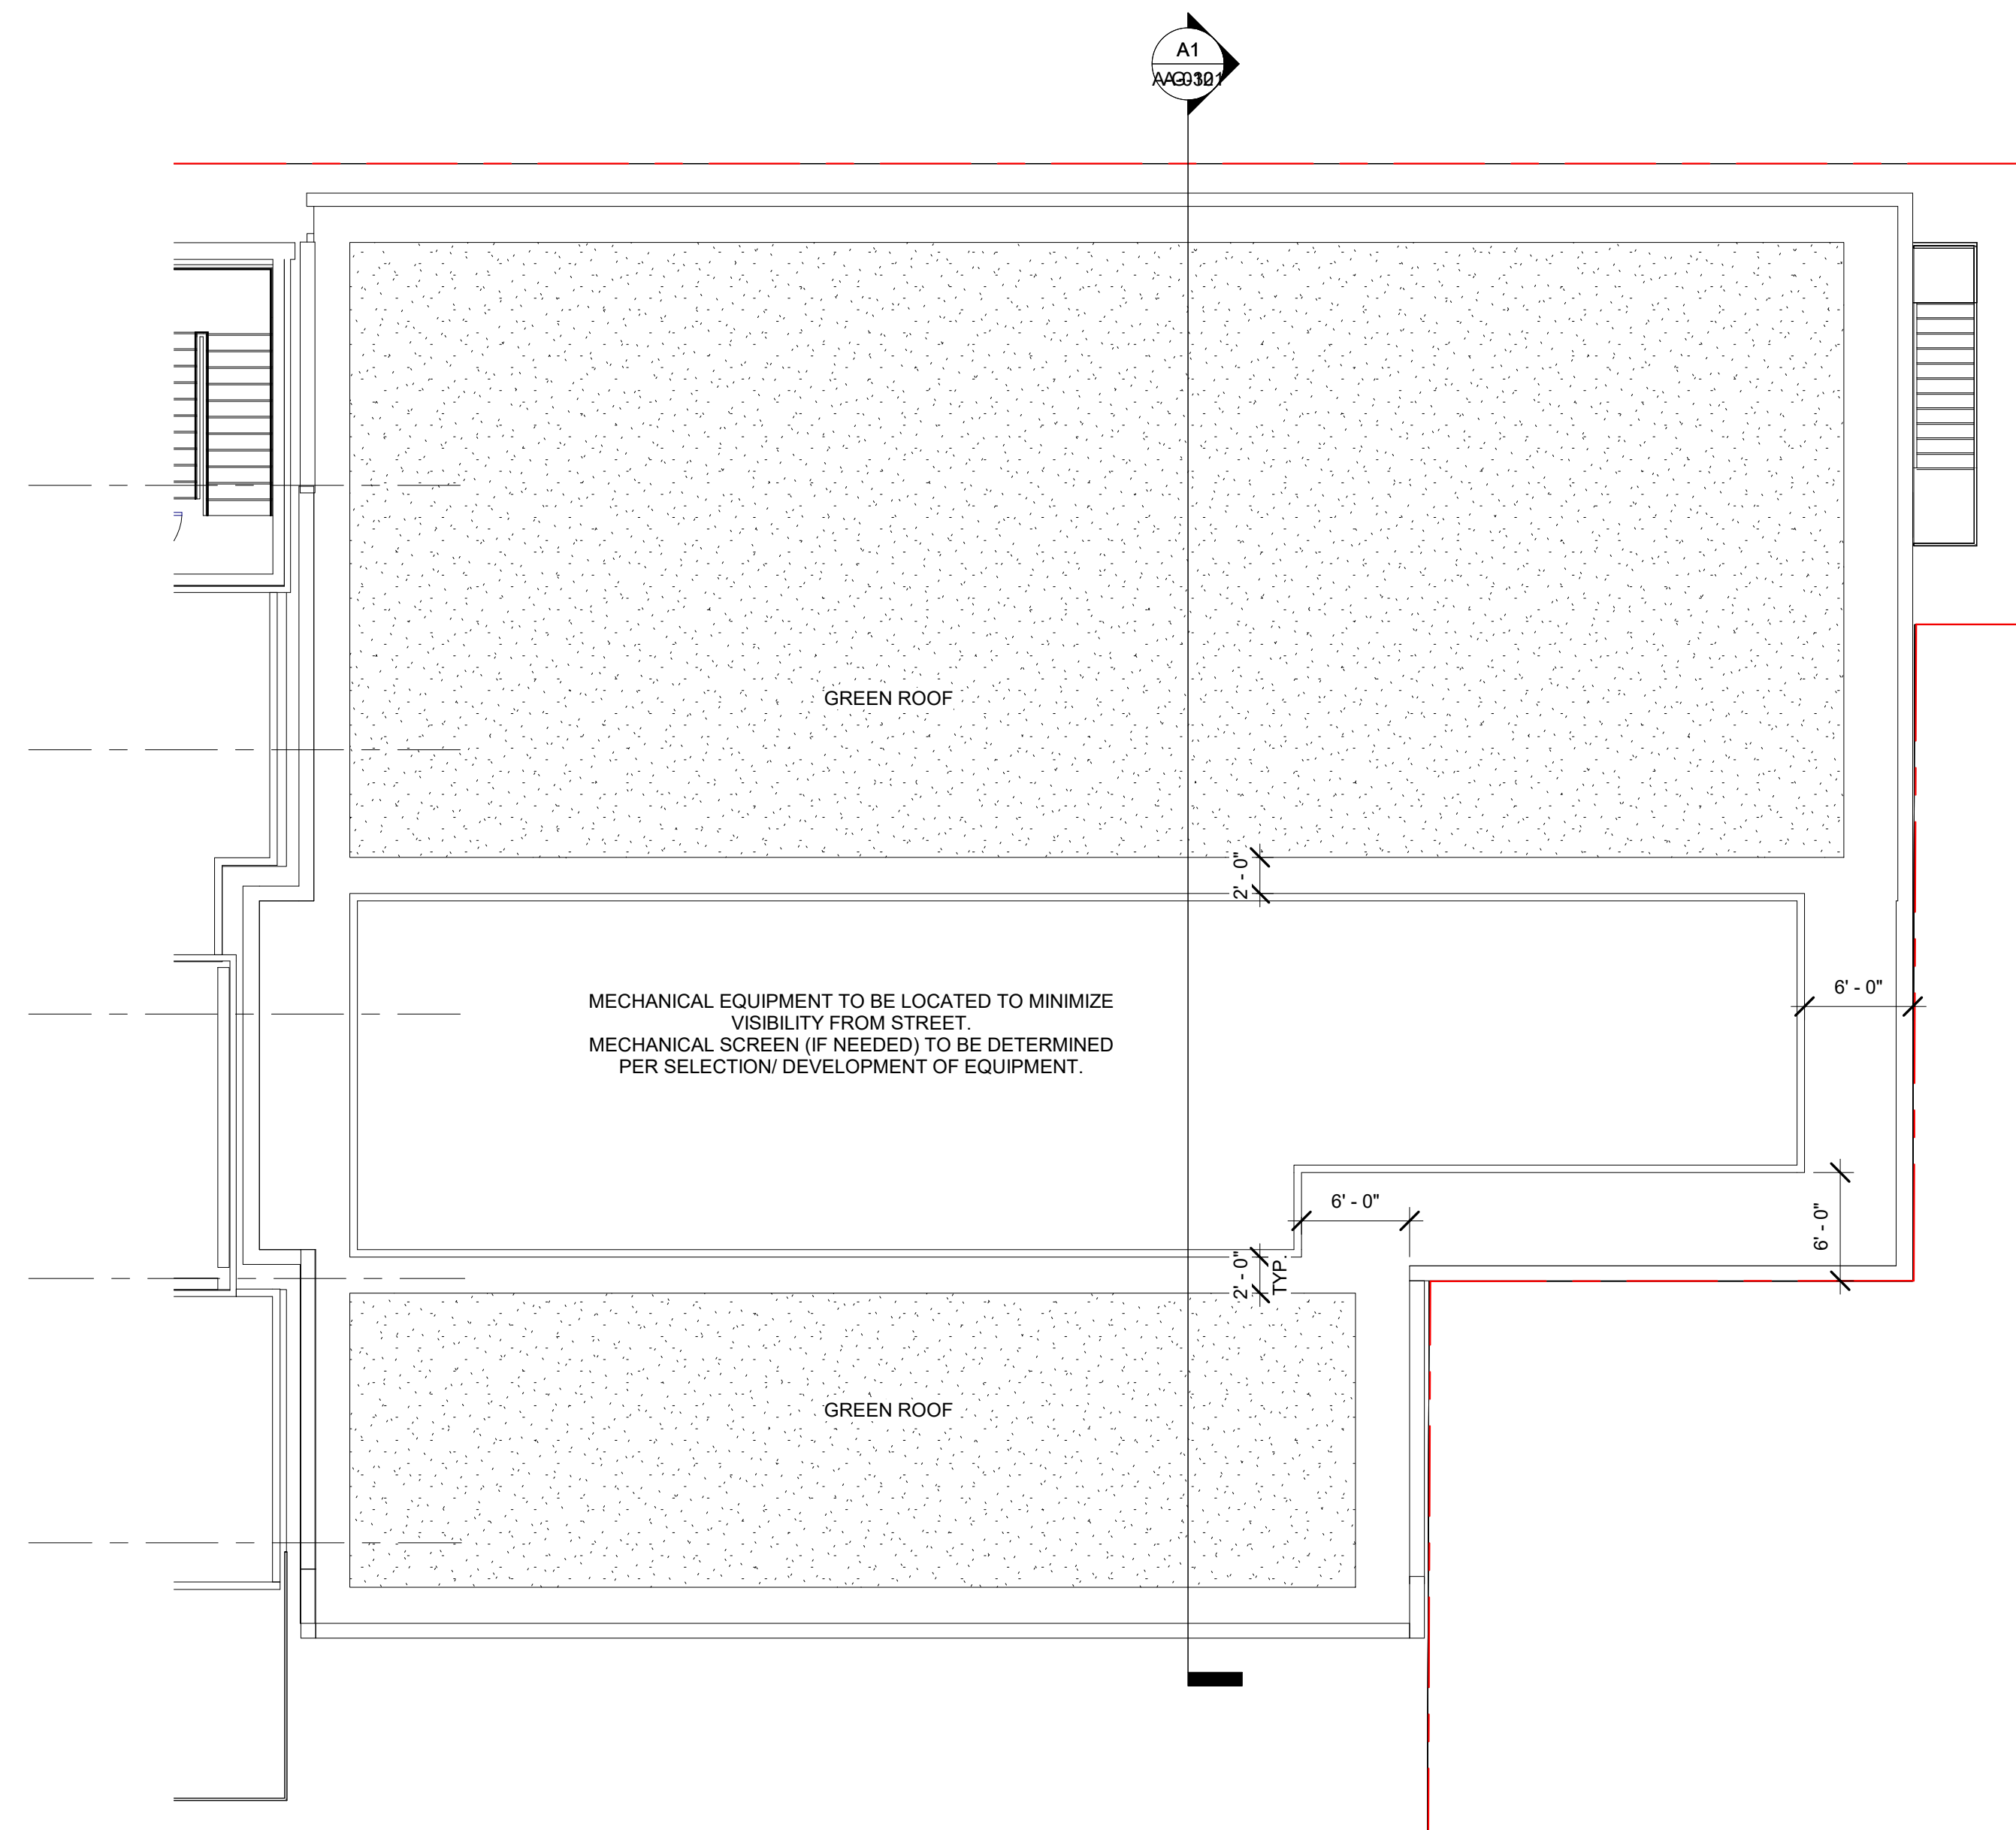 A1
GREEN ROOF
2' - 0"
MECHANICAL EQUIPMENT TO BE LOCATED TO MINIMIZE
VISIBILITY FROM STREET.
MECHANICAL SCREEN (IF NEEDED) TO BE DETERMINED
PER SELECTION/ DEVELOPMENT OF EQUIPMENT.
6' - 0"
6' - 0"
6' - 0"
2' - 0"
TYP.
GREEN ROOF